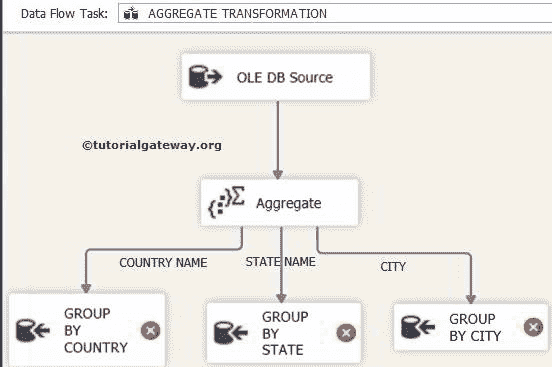 Data Flow Task: AGGREGATE TRANSFORMATION
OLE DB Source
©tutorialgateway.org
Aggregate
COUNTRY NAME
STATE NAME
CITY
GROUP
BY
COUNTRY
GROUP
BY
STATE
GROUP
BY CITY